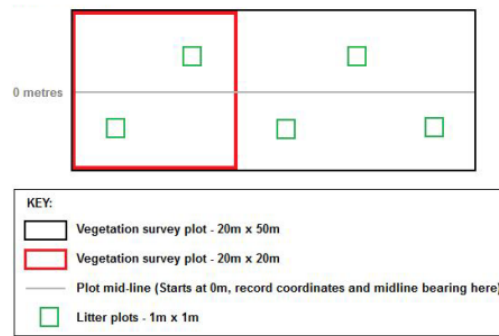 0 metres
KEY:
Vegetation survey plot - 20m x 50m
Vegetation survey plot - 20m x 20m
Plot mid-line (Starts at 0m, record coordinates and midline bearing here)
Litter plots - 1m x 1m